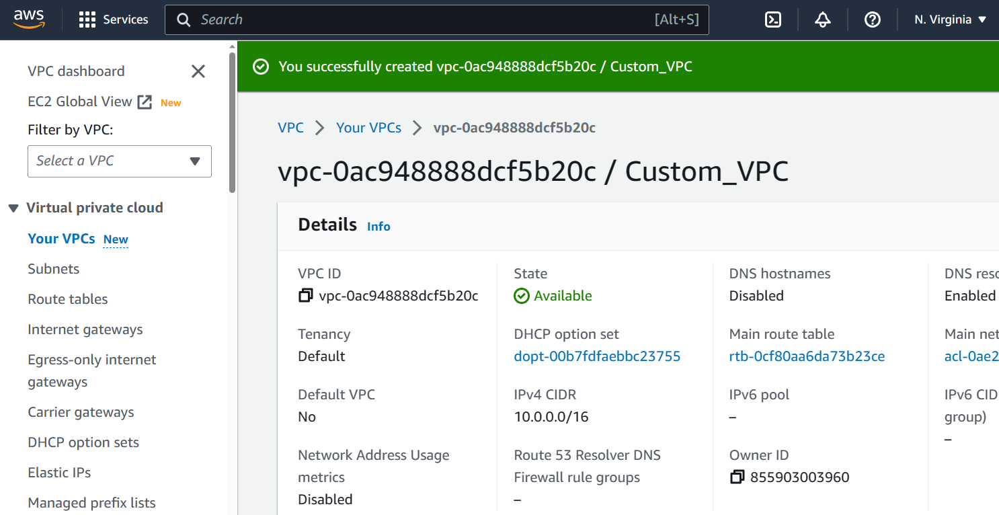 aws
Services
Search
[Alt+S]
N. Virginia
VPC dashboard
EC2 Global View New
Filter by VPC:
Select a VPC
Virtual private cloud
Your VPCs New
Subnets
Route tables
Internet gateways
Egress-only internet
gateways
Carrier gateways
DHCP option sets
Elastic IPs
Managed prefix lists
You successfully created vpc-0ac948888dcf5b20c / Custom_VPC
VPC
Your VPCs
vpc-0ac948888dcf5b20c
vpc-0ac948888dcf5b20c / Custom_VPC
Details Info
VPC ID
vpc-0ac948888dcf5b20c
State
Available
DNS hostnames
Disabled
DNS
Enabled
Tenancy
Default
DHCP option set
dopt-00b7fdfaebbc23755
Main route table
rtb-0cf80aa6da73b23ce
Main
Default VPC
No
IPv4 CIDR
10.0.0.0/16
IPv6 pool
–
IPv6
group)
–
Network Address Usage
metrics
Disabled
Route 53 Resolver DNS
Firewall rule groups
–
Owner ID
855903003960